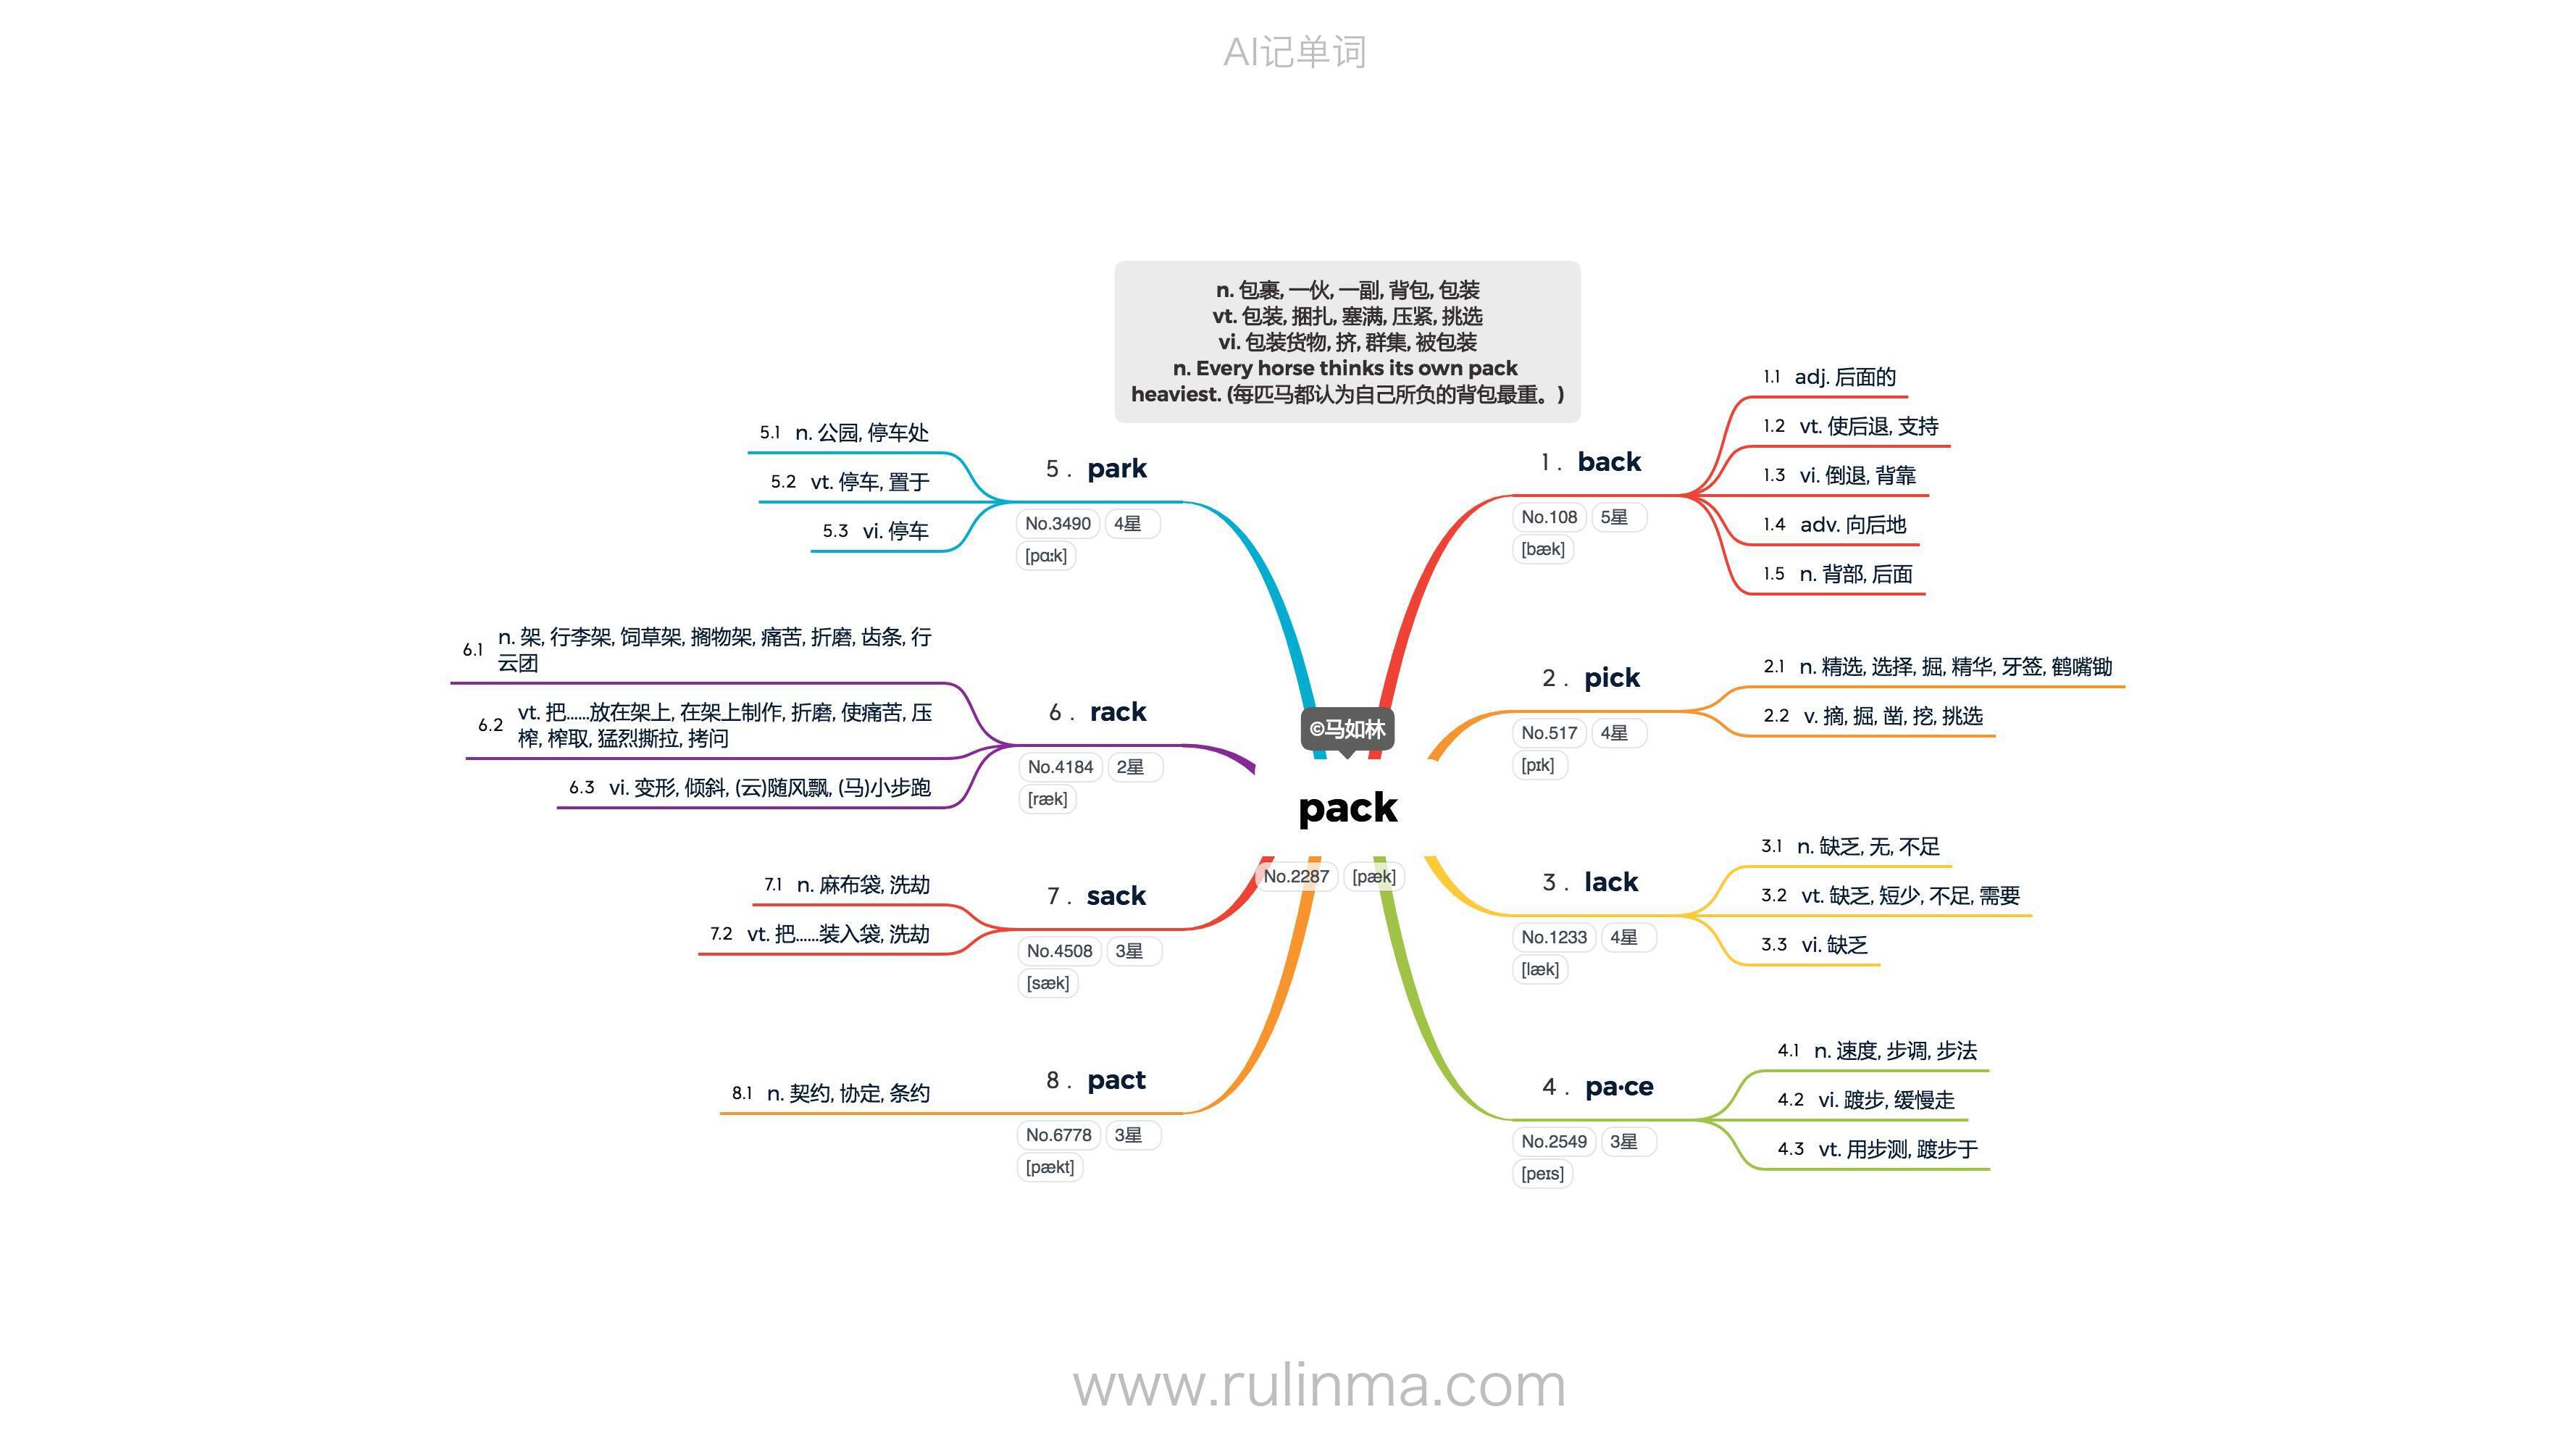 AI记单词
n. 包裹, 一伙, 一副, 背包, 包装
vt. 包装, 捆扎, 塞满, 压紧, 挑选
vi. 包装货物, 挤, 群集, 被包装
n. Every horse thinks its own pack
heaviest. (每匹马都认为自己所负的背包最重。)
©马如林
pack
No.2287 [pæk]
1 . back
No.108 5星
[bæk]
1.1 adj. 后面的
1.2 vt. 使后退, 支持
1.3 vi. 倒退, 背靠
1.4 adv. 向后地
1.5 n. 背部, 后面
2 . pick
No.517 4星
[pɪk]
2.1 n. 精选, 选择, 掘, 精华, 牙签, 鹤嘴锄
2.2 v. 摘, 掘, 凿, 挖, 挑选
3 . lack
No.1233 4星
[læk]
3.1 n. 缺乏, 无, 不足
3.2 vt. 缺乏, 短少, 不足, 需要
3.3 vi. 缺乏
4 . pa·ce
No.2549 3星
[peɪs]
4.1 n. 速度, 步调, 步法
4.2 vi. 踱步, 缓慢走
4.3 vt. 用步测, 踱步于
5 . park
No.3490 4星
[pɑːk]
5.1 n. 公园, 停车处
5.2 vt. 停车, 置于
5.3 vi. 停车
6 . rack
No.4184 2星
[ræk]
6.1 n. 架, 行李架, 饲草架, 搁物架, 痛苦, 折磨, 齿条, 行
云团
6.2 vt. 把......放在架上, 在架上制作, 折磨, 使痛苦, 压
榨, 榨取, 猛烈撕拉, 拷问
6.3 vi. 变形, 倾斜, (云)随风飘, (马)小步跑
7 . sack
No.4508 3星
[sæk]
7.1 n. 麻布袋, 洗劫
7.2 vt. 把......装入袋, 洗劫
8 . pact
No.6778 3星
[pækt]
8.1 n. 契约, 协定, 条约
www.rulinma.com